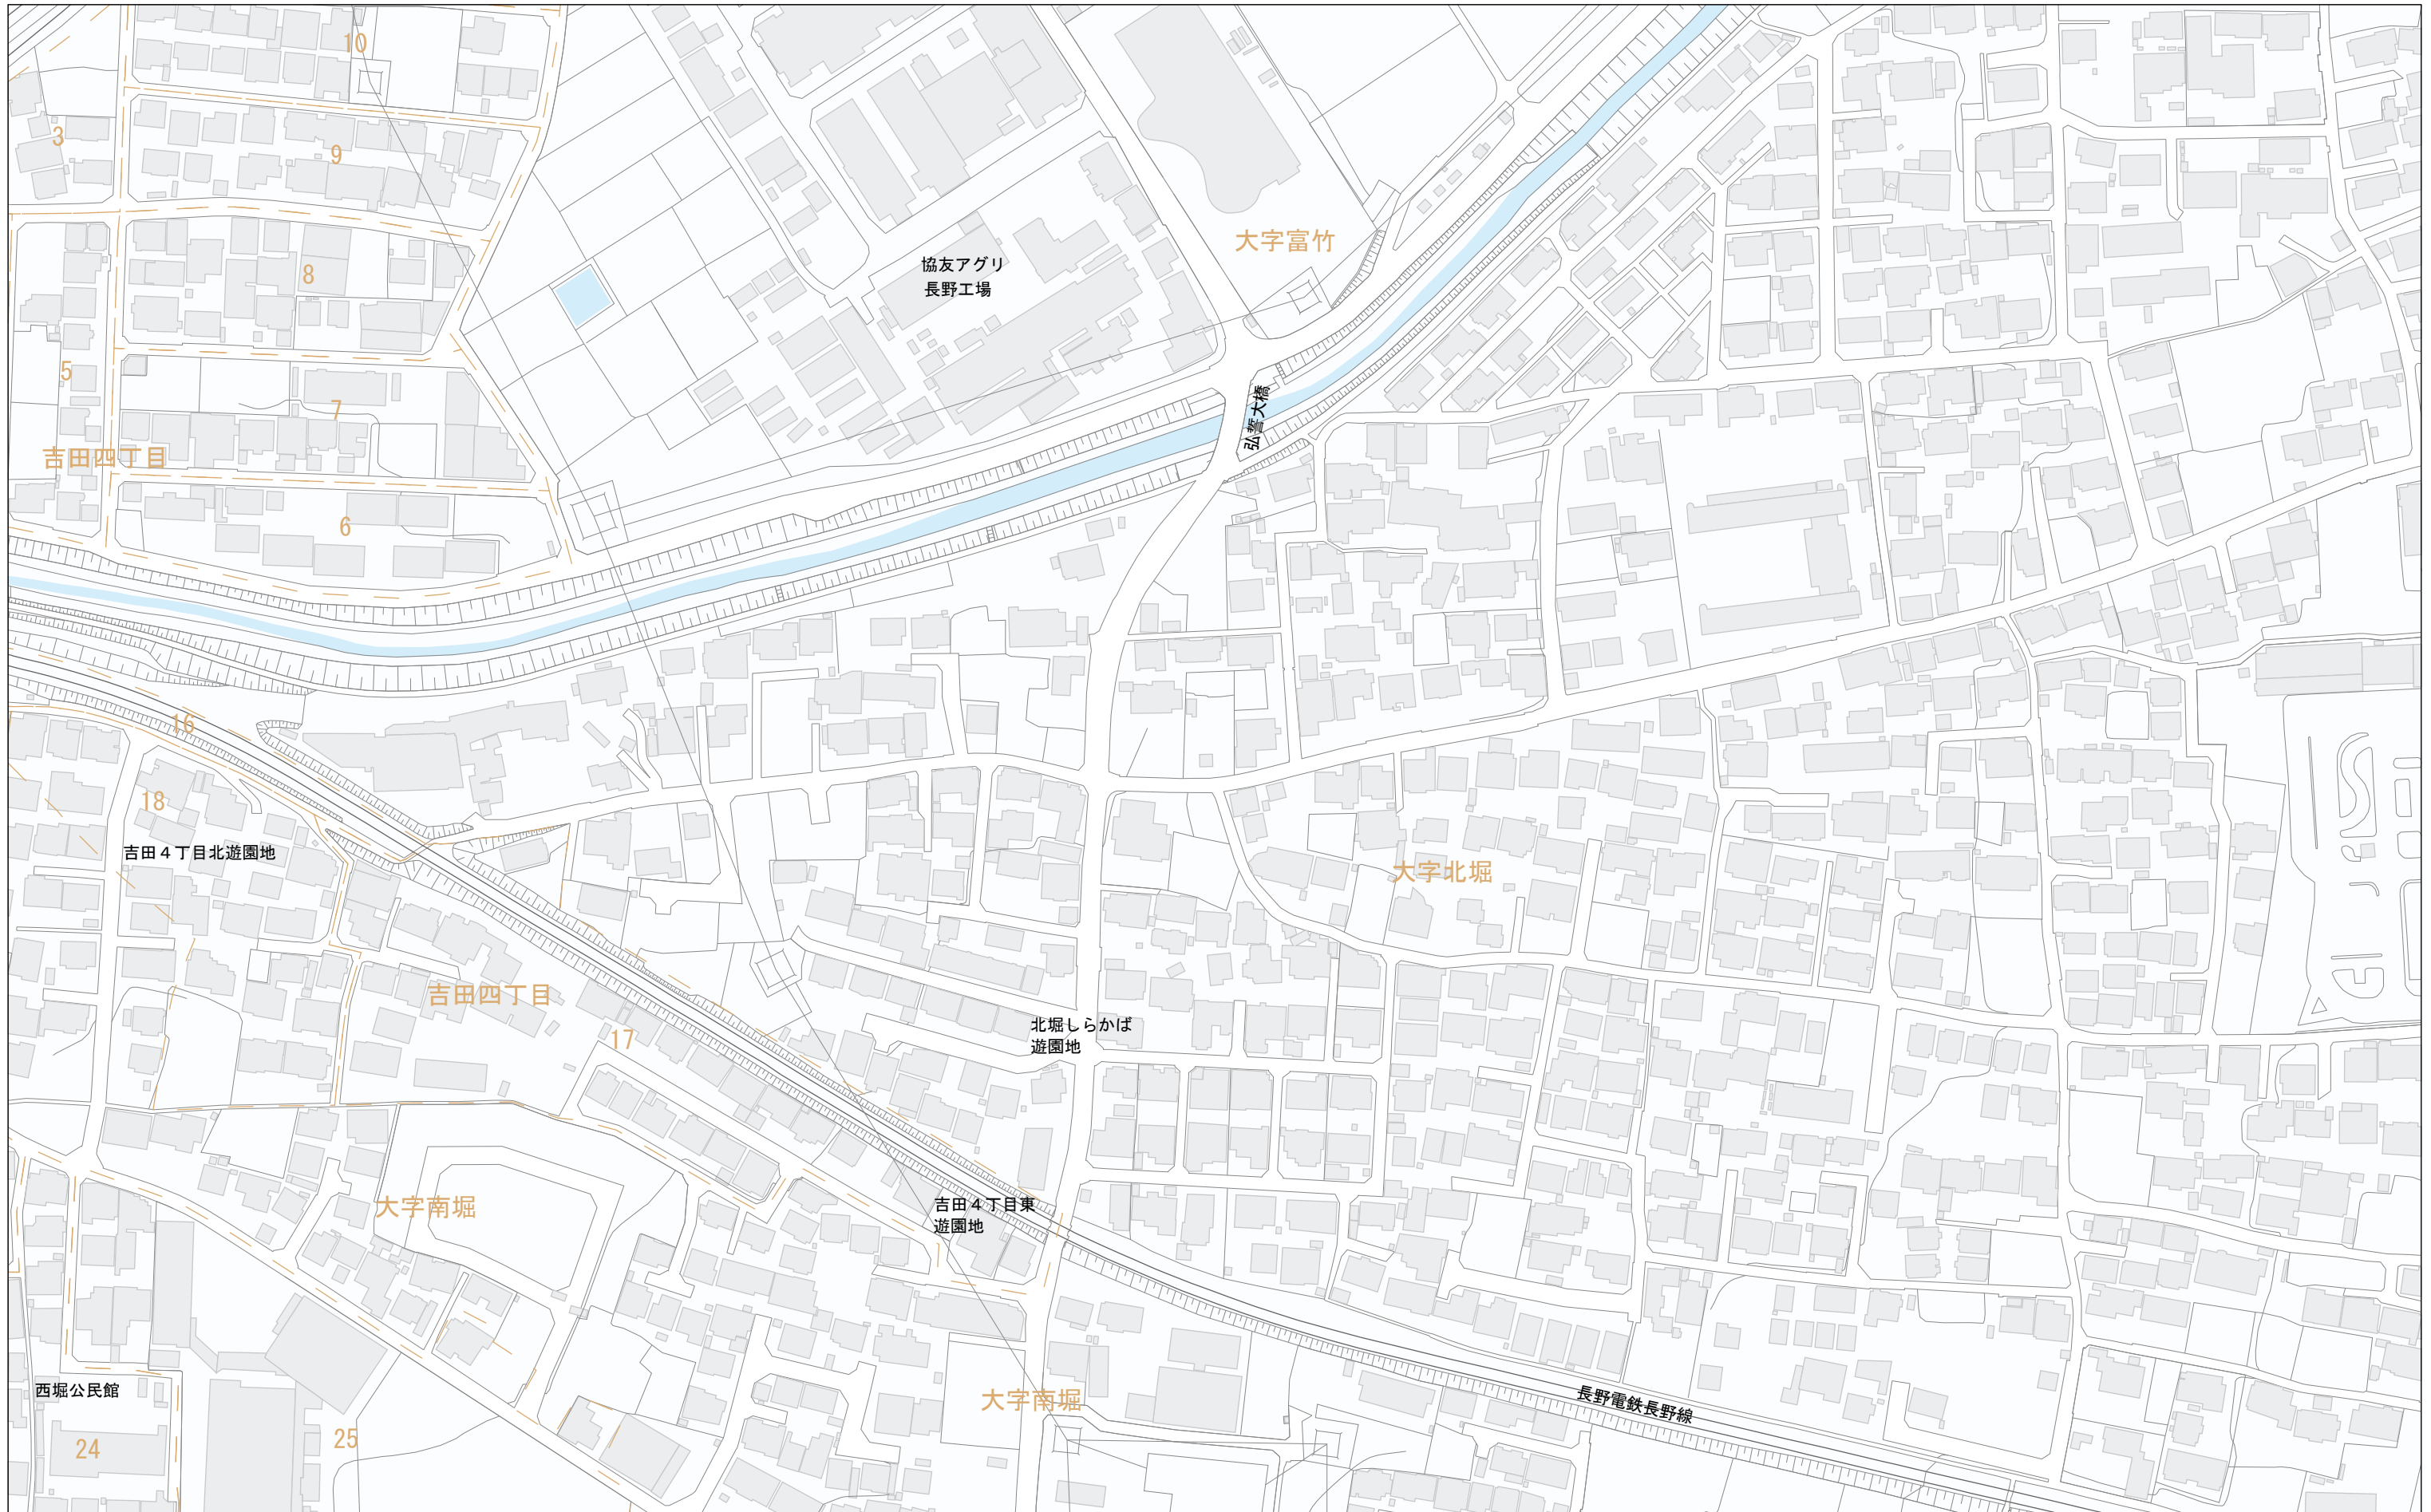 10
3
9
大字富竹
協友アグリ
長野工場
8
5
7
弘誓大橋
吉田四丁目
6
16
18
吉田４丁目北遊園地
大字北堀
吉田四丁目
17
北堀しらかば
遊園地
大字南堀
吉田４丁目東
遊園地
西堀公民館
大字南堀
長野電鉄長野線
24
25